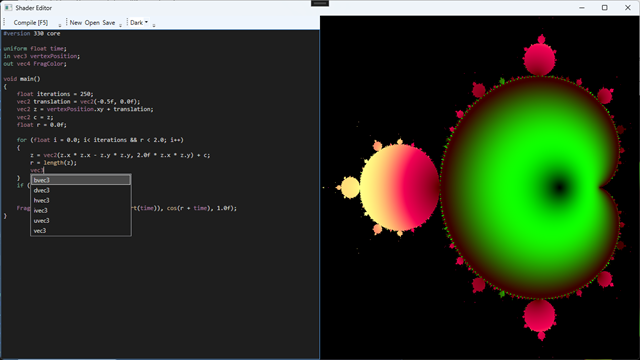 Shader Editor
Compile [F5] New Open Save Dark
#version 330 core
uniform float time;
in vec3 vertexPosition;
out vec4 fragColor;
void main()
{
float iterations = 250;
vec2 translation = vec2(-0.5f, 0.0f);
vec2 z = vertexPosition.xy + translation;
vec2 c = z;
float r = 0.0f;
for (float i = 0.0; i< iterations && r < 2.0; i++)
{
z = vec2(z.x * z.x - z.y * z.y, 2.0f * z.x * z.y) + c;
r = length(z);
vec3
}
bvec3
if (
dvec3
hvec3
Frag
ivec3
rt(time)), cos(r + time), 1.0f);
}
uvec3
vec3